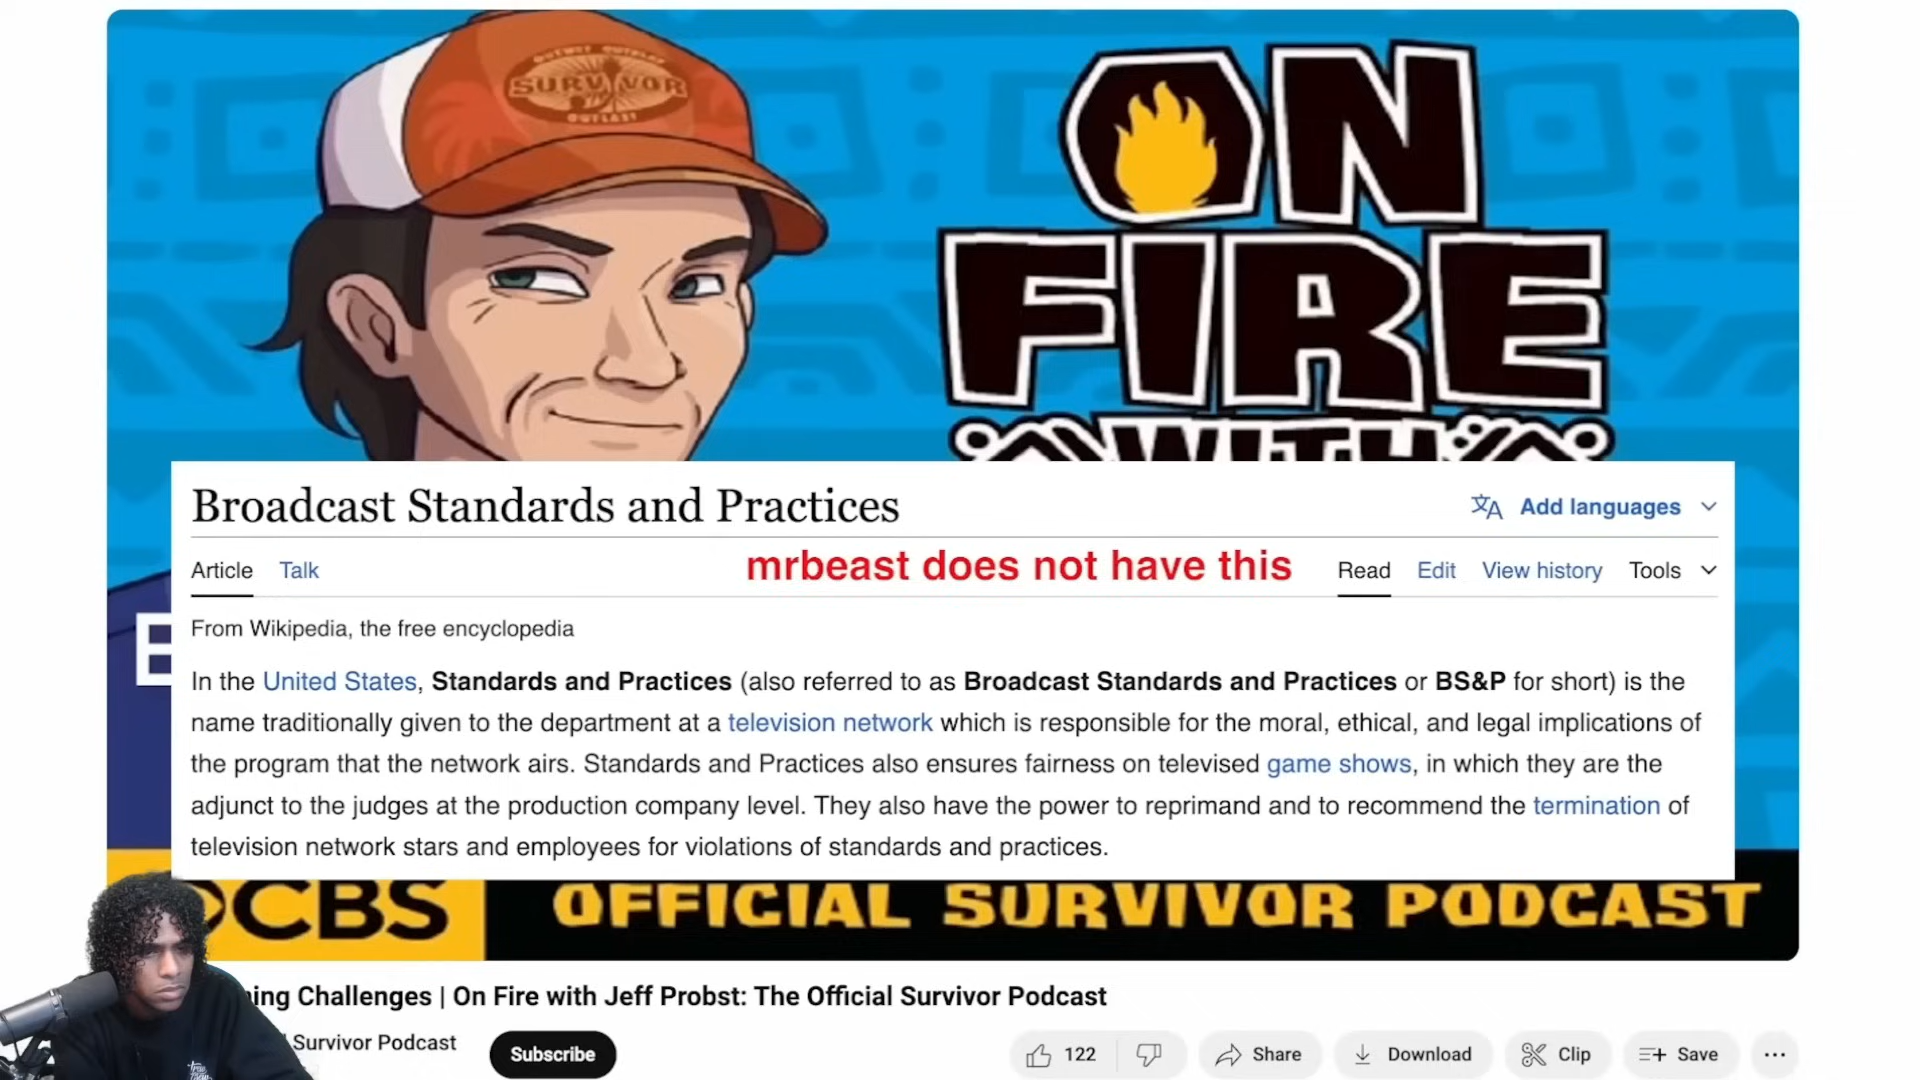 OUTWIT OUTPLAY
SURVIVOR
OUTLAST
ON
FIRE
WITH
Broadcast Standards and Practices
Add languages
Article Talk
mrbeast does not have this
Read Edit View history Tools
From Wikipedia, the free encyclopedia
In the United States, Standards and Practices (also referred to as Broadcast Standards and Practices or BS&P for short) is the
name traditionally given to the department at a television network which is responsible for the moral, ethical, and legal implications of
the program that the network airs. Standards and Practices also ensures fairness on televised game shows, in which they are the
adjunct to the judges at the production company level. They also have the power to reprimand and to recommend the termination of
television network stars and employees for violations of standards and practices.
CBS
OFFICIAL SURVIVOR PODCAST
ing Challenges | On Fire with Jeff Probst: The Official Survivor Podcast
Survivor Podcast
Subscribe
122
Share
Download
Clip
Save